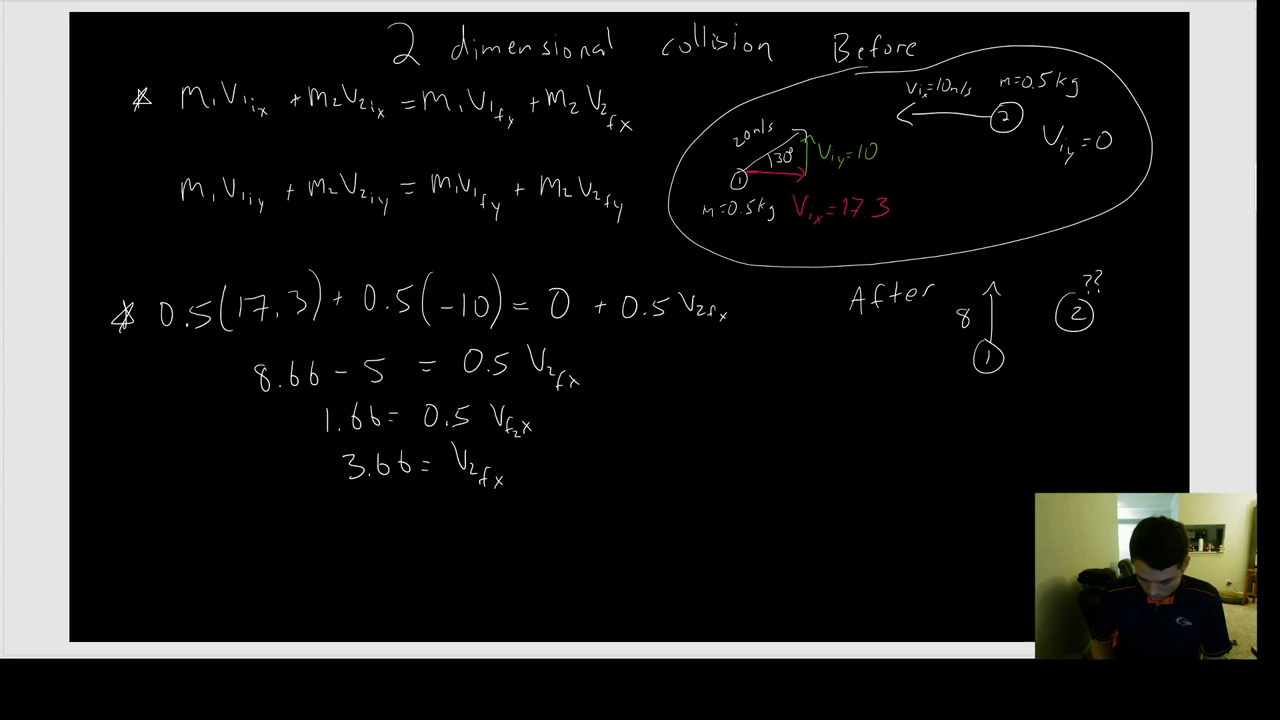 2 dimensional collision
* m₁V₁ᵢₓ + m₂V₂ᵢₓ = m₁V₁fₓ + m₂V₂fₓ
m₁V₁ᵢy + m₂V₂ᵢy = m₁V₁fy + m₂V₂fy
Before
20m/s
30°
Vᵢy=10
①
m=0.5kg
Vᵢₓ=17.3
Vᵢₓ=10m/s
m=0.5kg
②
Vᵢy=0
* 0.5(17.3) + 0.5(-10) = 0 + 0.5 V₂fₓ
8.66 - 5 = 0.5 V₂fₓ
1.66= 0.5 Vf₂x
3.66= V₂fₓ
After
8
①
??
②